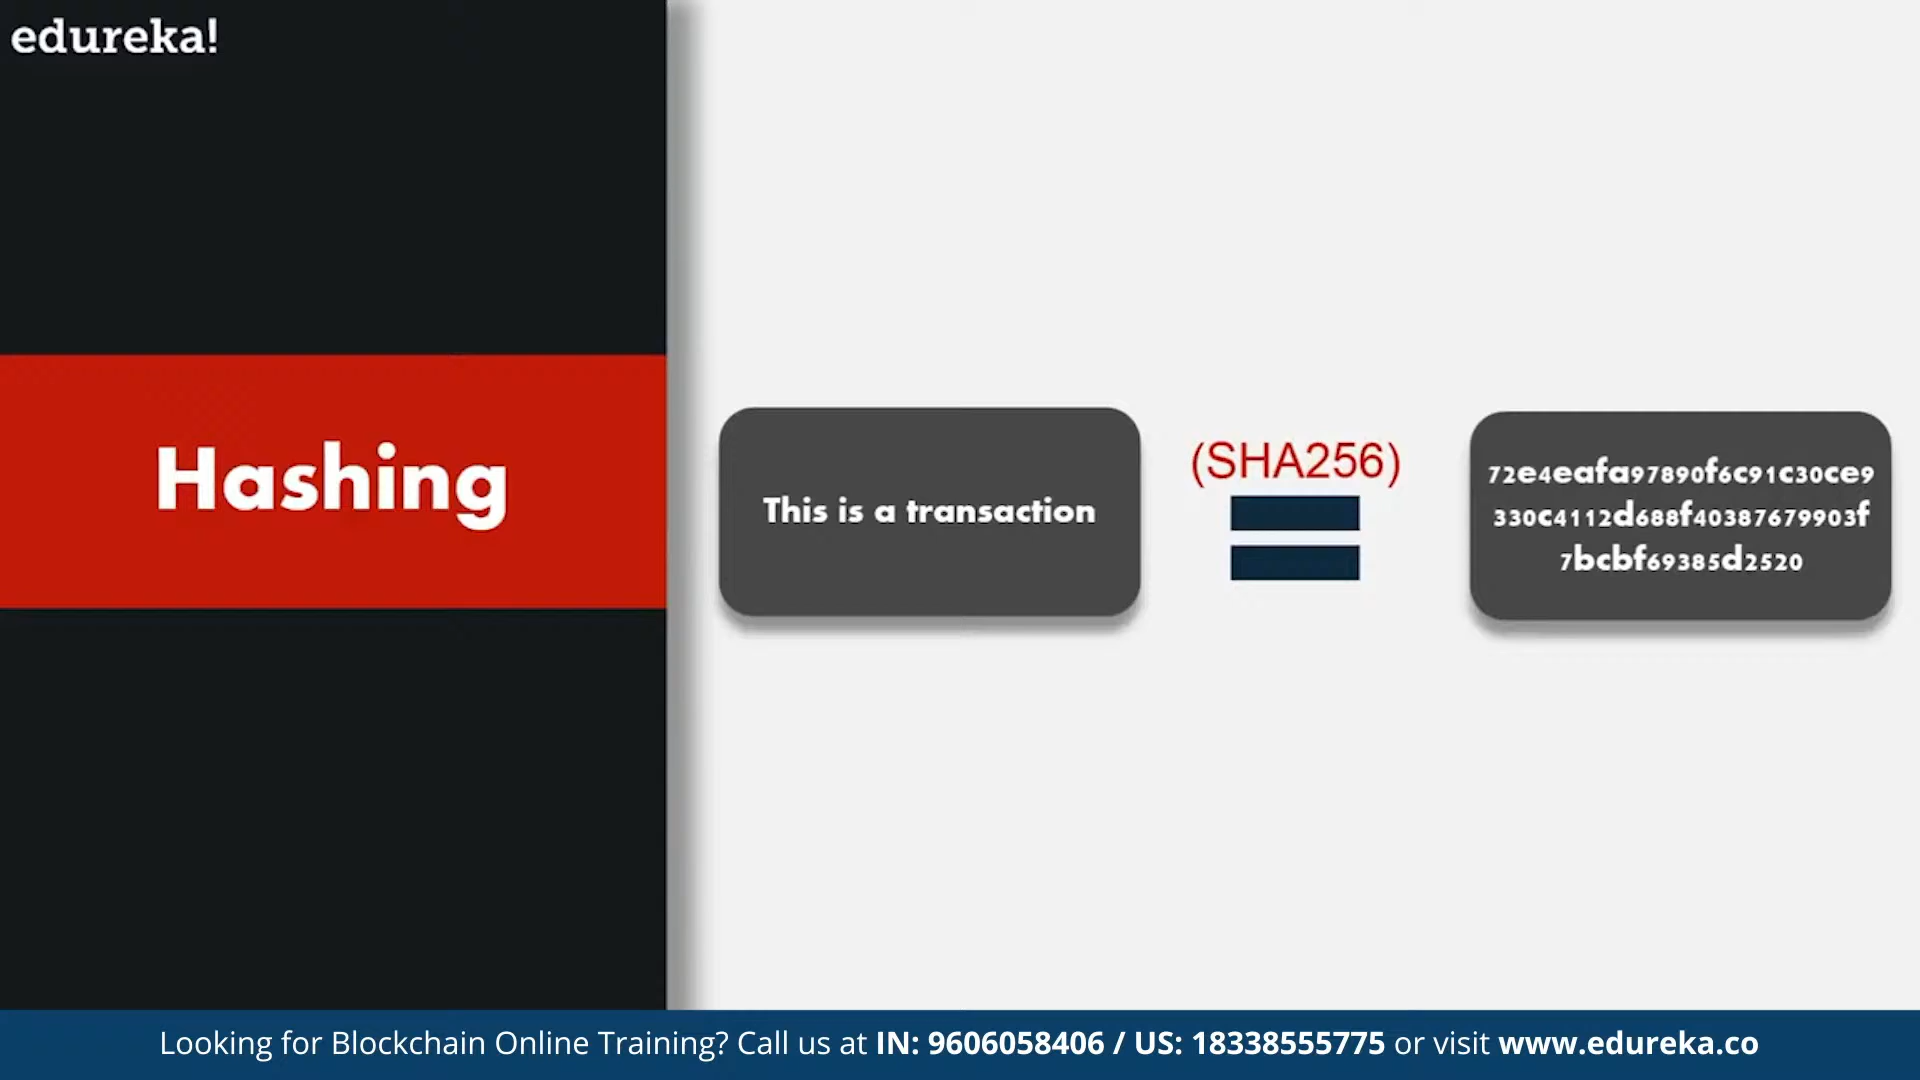 edureka!
Hashing
This is a transaction
(SHA256)
72e4eafa97890f6c91c30ce9
330c4112d688f40387679903f
7bcbf69385d2520
Looking for Blockchain Online Training? Call us at IN: 9606058406 / US: 18338555775 or visit www.edureka.co